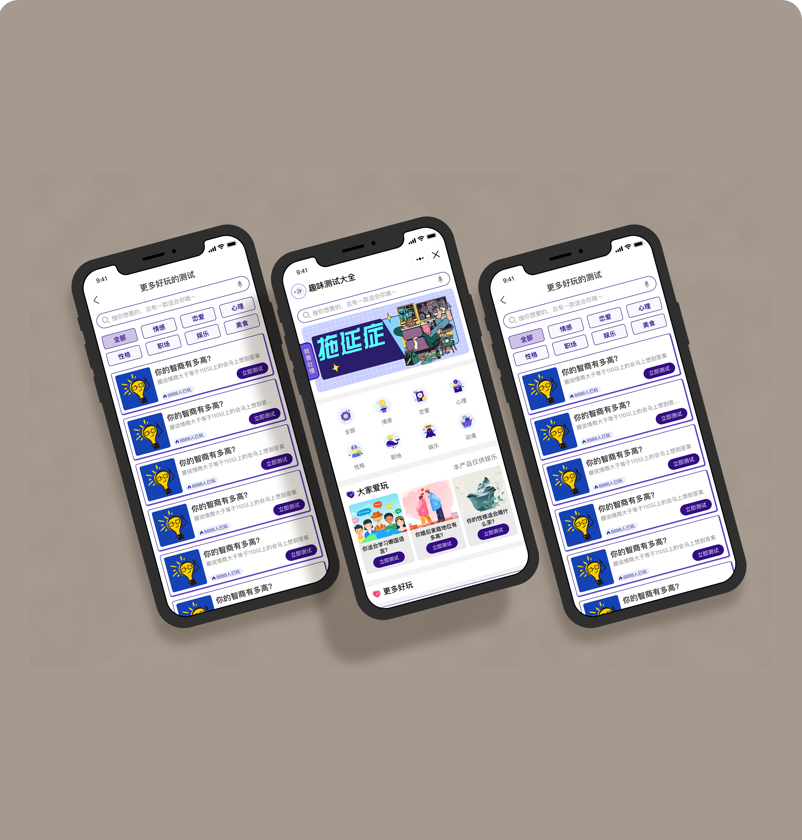 9:41
更多好玩的测试
搜你想要的，总有一款适合你哦～
全部
情感
恋爱
心理
性格
职场
娱乐
美食
你的智商有多高？
据说情商大于等于110以上的会马上想到答案
8888人已玩
立即测试
你的智商有多高？
据说情商大于等于110以上的会马上想到答...
8888人已玩
立即测试
你的智商有多高？
据说情商大于等于110以上的会马上想到答案
8888人已玩
立即测试
你的智商有多高？
据说情商大于等于110以上的会马上想到答案
8888人已玩
立即测试
你的智商有多高？
据说情商大于等于110以上的会马上想到答案
8888人已玩
立即测试
你的智商有多高？
9:41
趣味测试大全
搜你想要的，总有一款适合你哦～
拖延症
我要吐槽
全部
情感
恋爱
心理
性格
职场
娱乐
动漫
大家爱玩
本产品仅供娱乐
你适合学习哪国语
言？
立即测试
你婚后家庭地位有
多高？
立即测试
你的性格适合喝什
么茶？
立即测试
更多好玩
9:41
更多好玩的测试
搜你想要的，总有一款适合你哦～
全部
情感
恋爱
心理
性格
职场
娱乐
美食
你的智商有多高？
据说情商大于等于110以上的会马上想到答案
8888人已玩
立即测试
你的智商有多高？
据说情商大于等于110以上的会马上想到答...
8888人已玩
立即测试
你的智商有多高？
据说情商大于等于110以上的会马上想到答案
8888人已玩
立即测试
你的智商有多高？
据说情商大于等于110以上的会马上想到答案
8888人已玩
立即测试
你的智商有多高？
据说情商大于等于110以上的会马上想到答案
8888人已玩
立即测试
你的智商有多高？